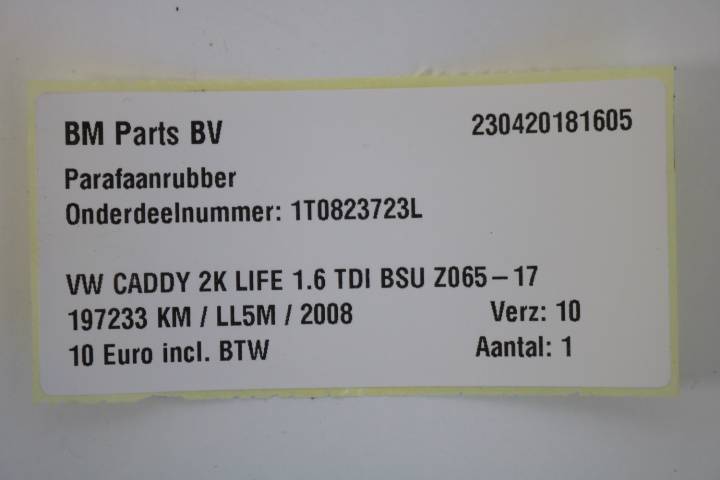 BM Parts BV 230420181605
Parafaanrubber
Onderdeelnummer: 1T0823723L
VW CADDY 2K LIFE 1.6 TDI BSU Z065-17
197233 KM / LL5M / 2008 Verz: 10
10 Euro incl. BTW Aantal: 1